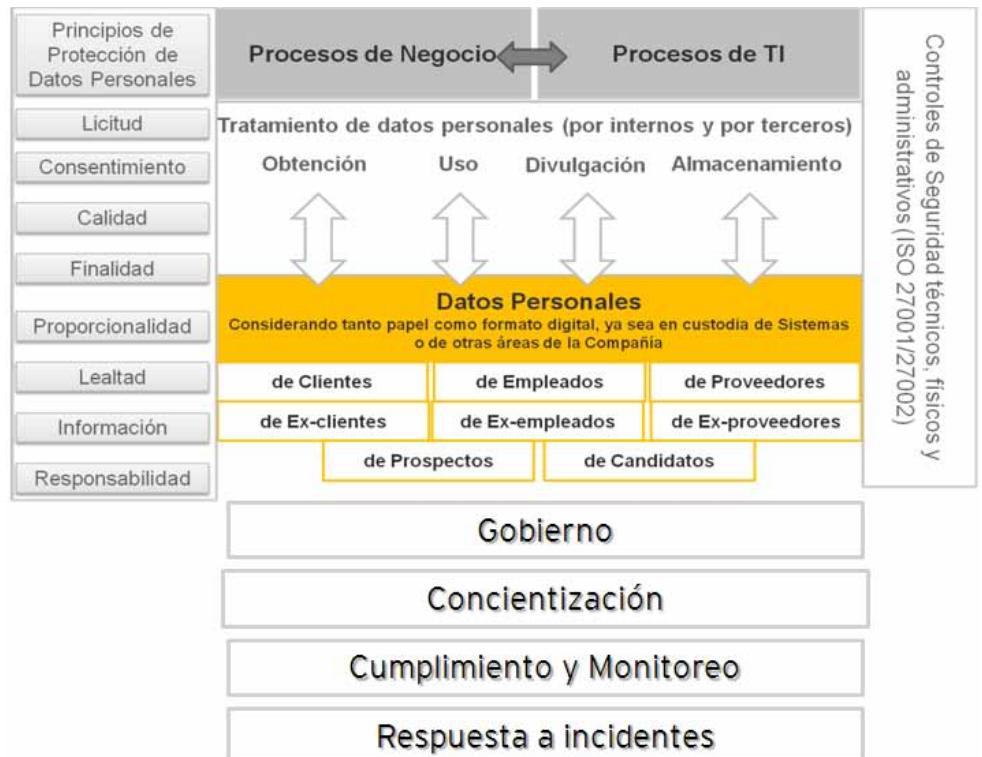 Principios de
Protección de
Datos Personales
Licitud
Consentimiento
Calidad
Finalidad
Proporcionalidad
Lealtad
Información
Responsabilidad
Procesos de Negocio
Procesos de TI
Tratamiento de datos personales (por internos y por terceros)
Obtención
Uso
Divulgación
Almacenamiento
Datos Personales
Considerando tanto papel como formato digital, ya sea en custodia de Sistemas
o de otras áreas de la Compañía
de Clientes
de Empleados
de Proveedores
de Ex-clientes
de Ex-empleados
de Ex-proveedores
de Prospectos
de Candidatos
Controles de Seguridad técnicos, físicos y
administrativos (ISO 27001/27002)
Gobierno
Concientización
Cumplimiento y Monitoreo
Respuesta a incidentes